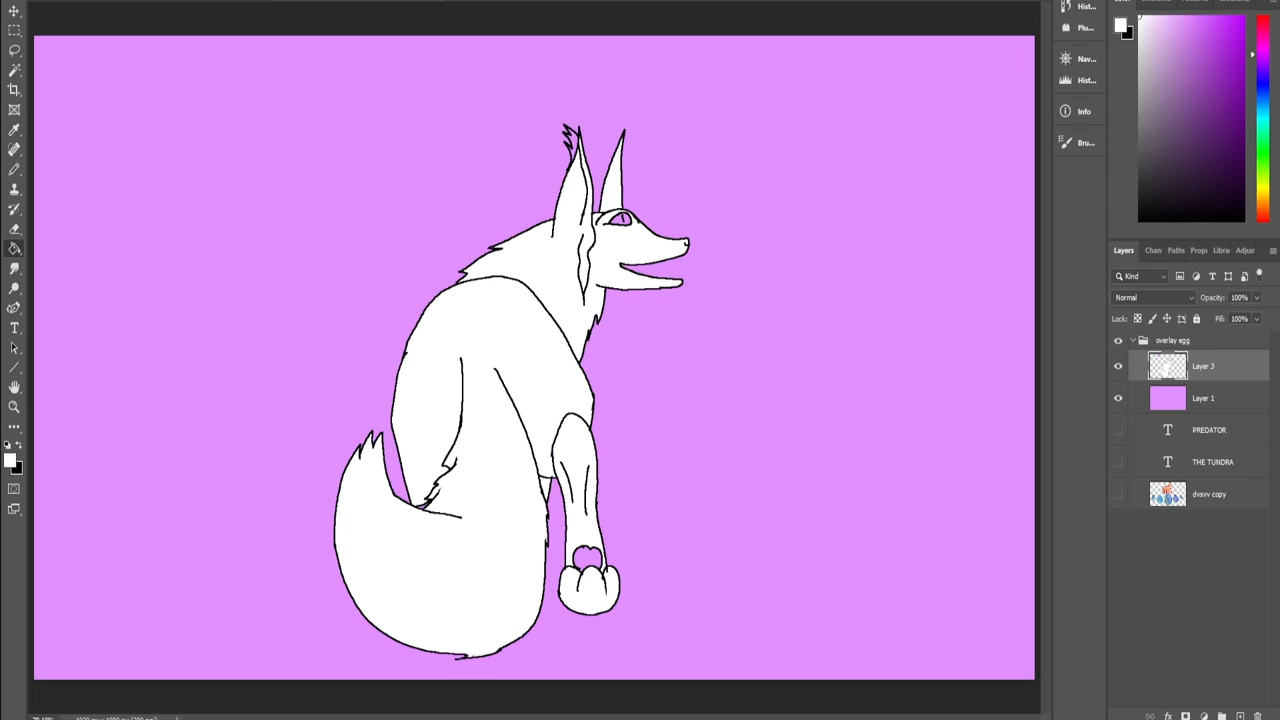 Hist...
Plu...
Nav...
Hist...
Info
Bru...
Layers Chan Paths Prop Libra Adjus
Kind
Normal Opacity: 100%
Lock: Fill: 100%
overlay egg
Layer 3
Layer 1
T PREDATOR
T THE TUNDRA
dvsvv copy
fx